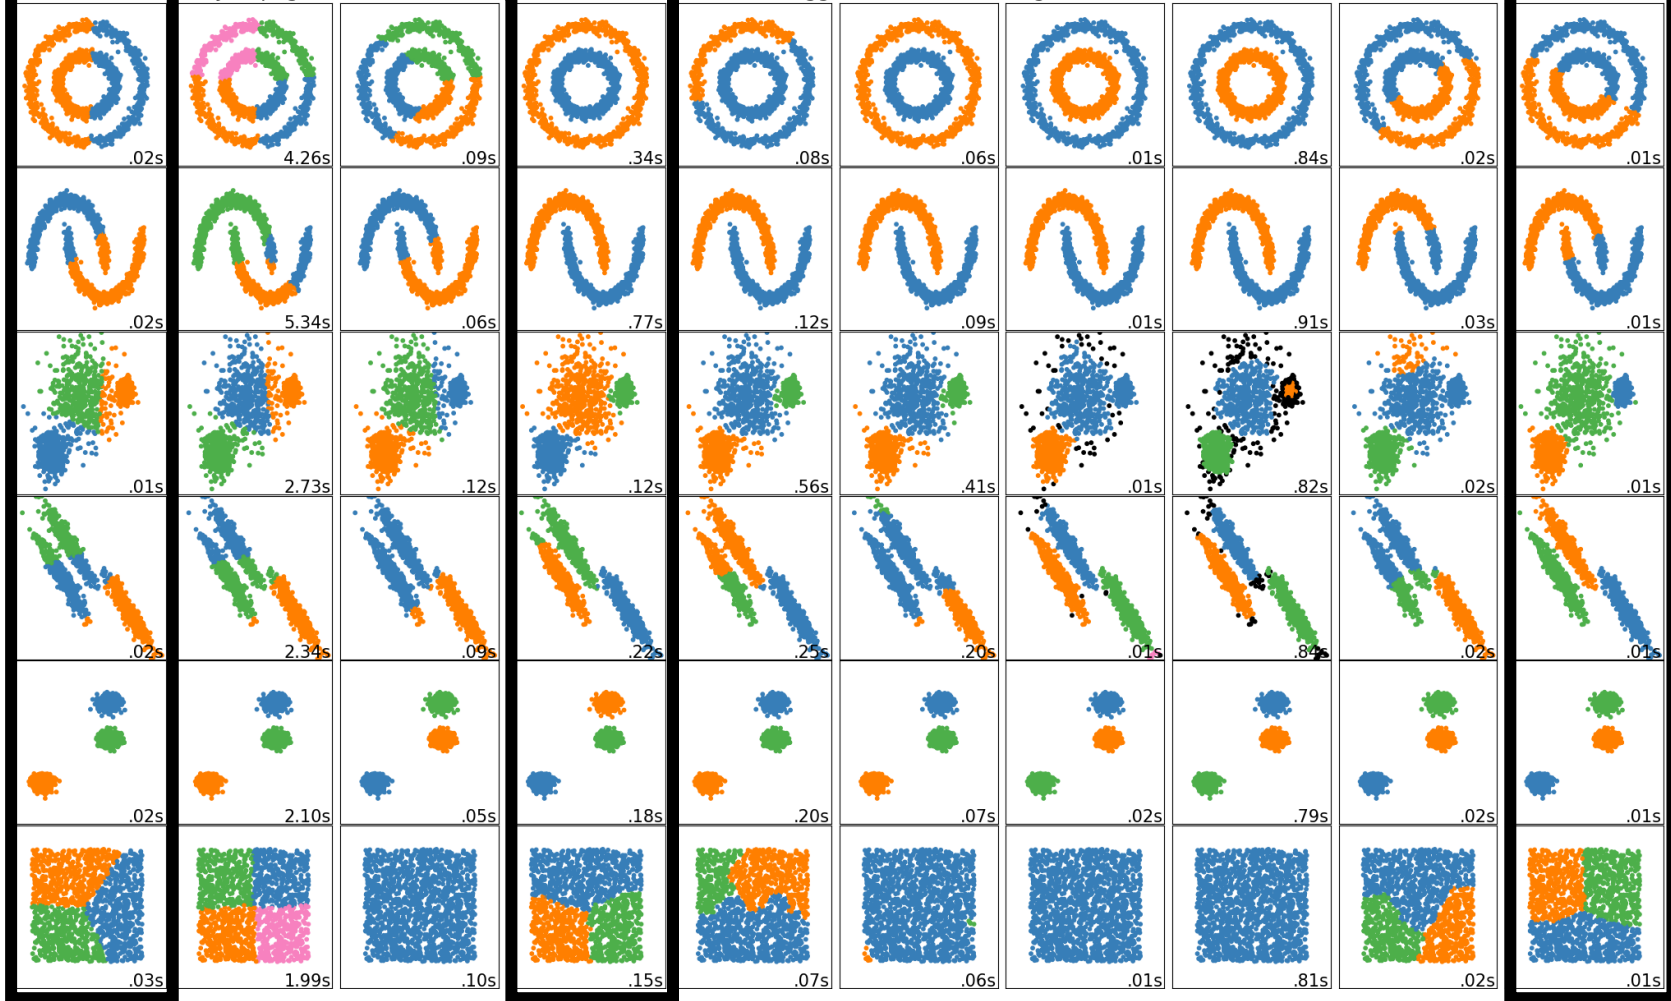 .02s 4.26s .09s .34s .08s .06s .01s .84s .02s .01s
.02s 5.34s .06s .77s .12s .09s .01s .91s .03s .01s
.01s 2.73s .12s .12s .56s .41s .01s .82s .02s .01s
.02s 2.34s .09s .22s .25s .20s .01s .84s .02s .01s
.02s 2.10s .05s .18s .20s .07s .02s .79s .02s .01s
.03s 1.99s .10s .15s .07s .06s .01s .81s .02s .01s